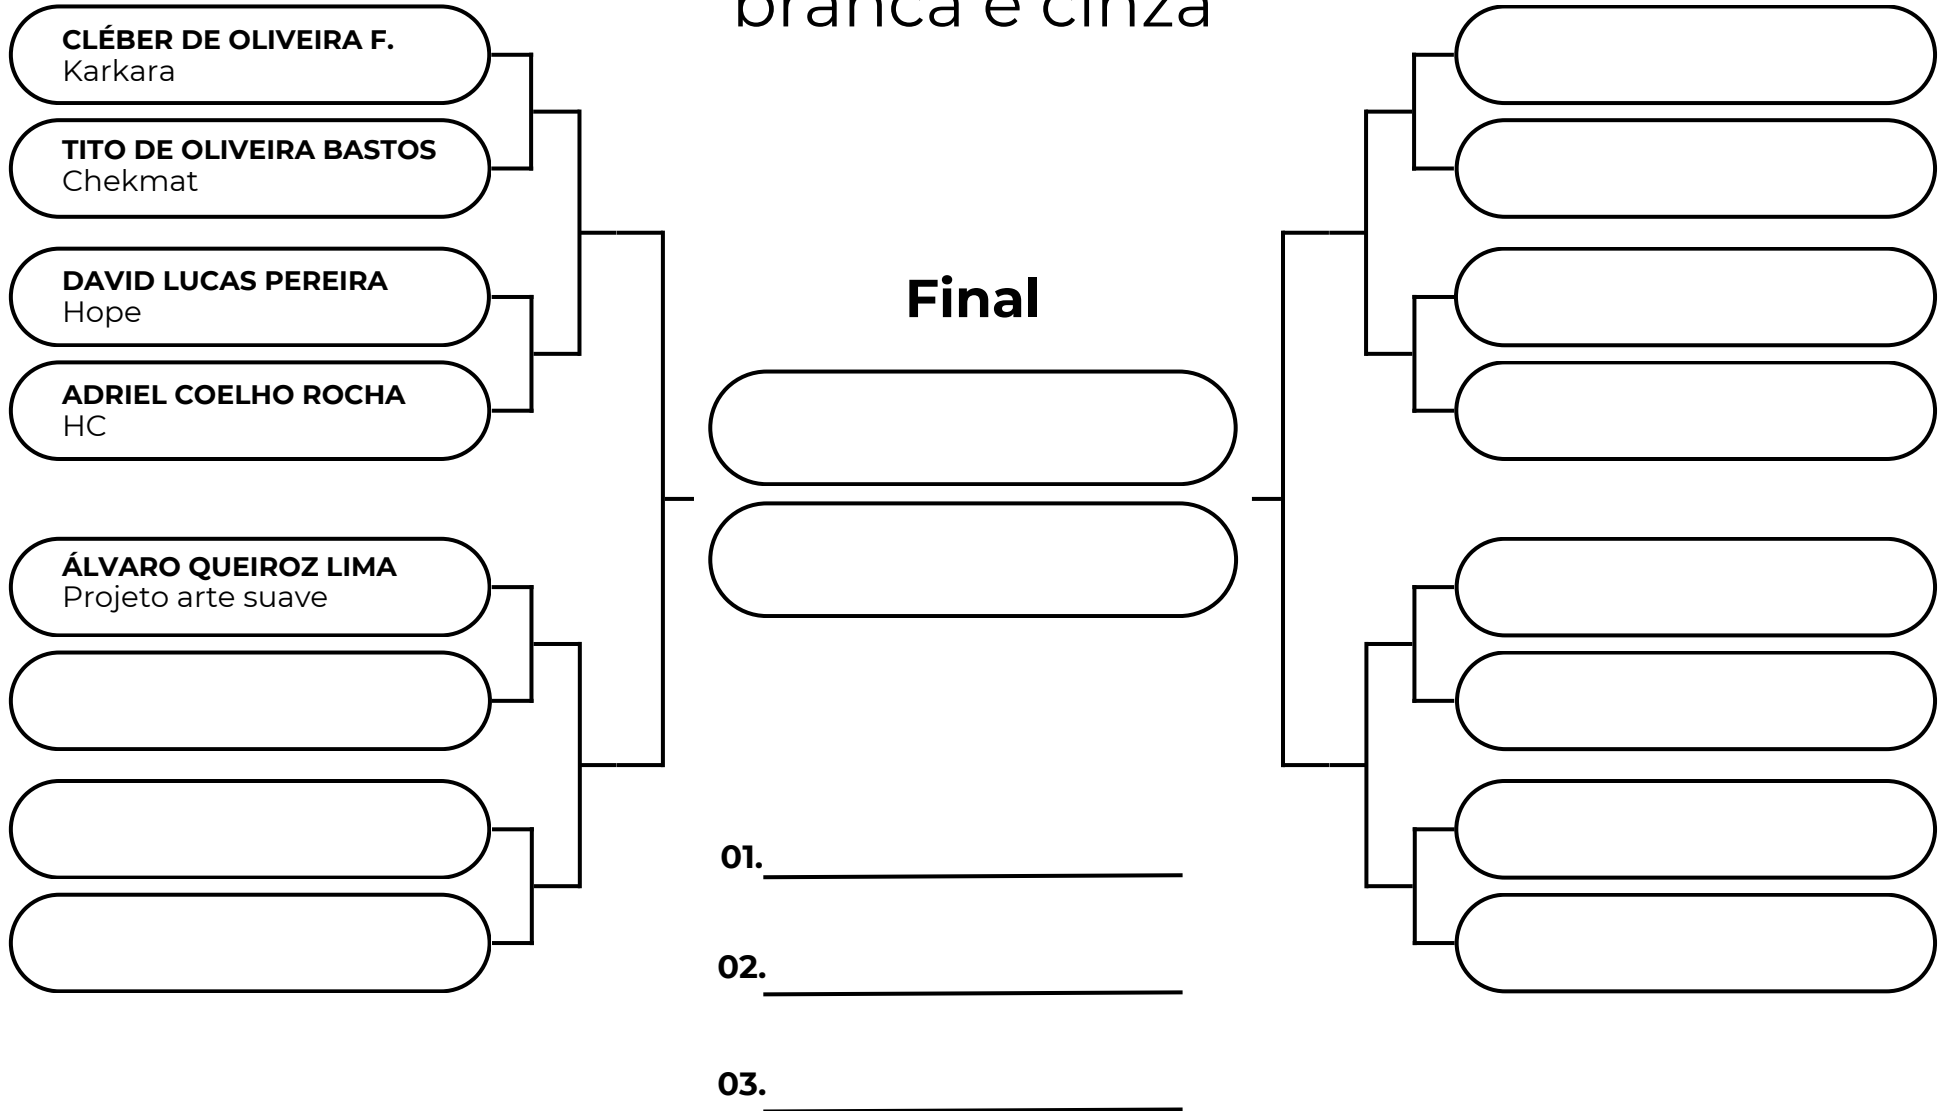 branca e cinza
CLÉBER DE OLIVEIRA F.
Karkara
TITO DE OLIVEIRA BASTOS
Chekmat
DAVID LUCAS PEREIRA
Hope
ADRIEL COELHO ROCHA
HC
ÁLVARO QUEIROZ LIMA
Projeto arte suave
Final
01.
02.
03.